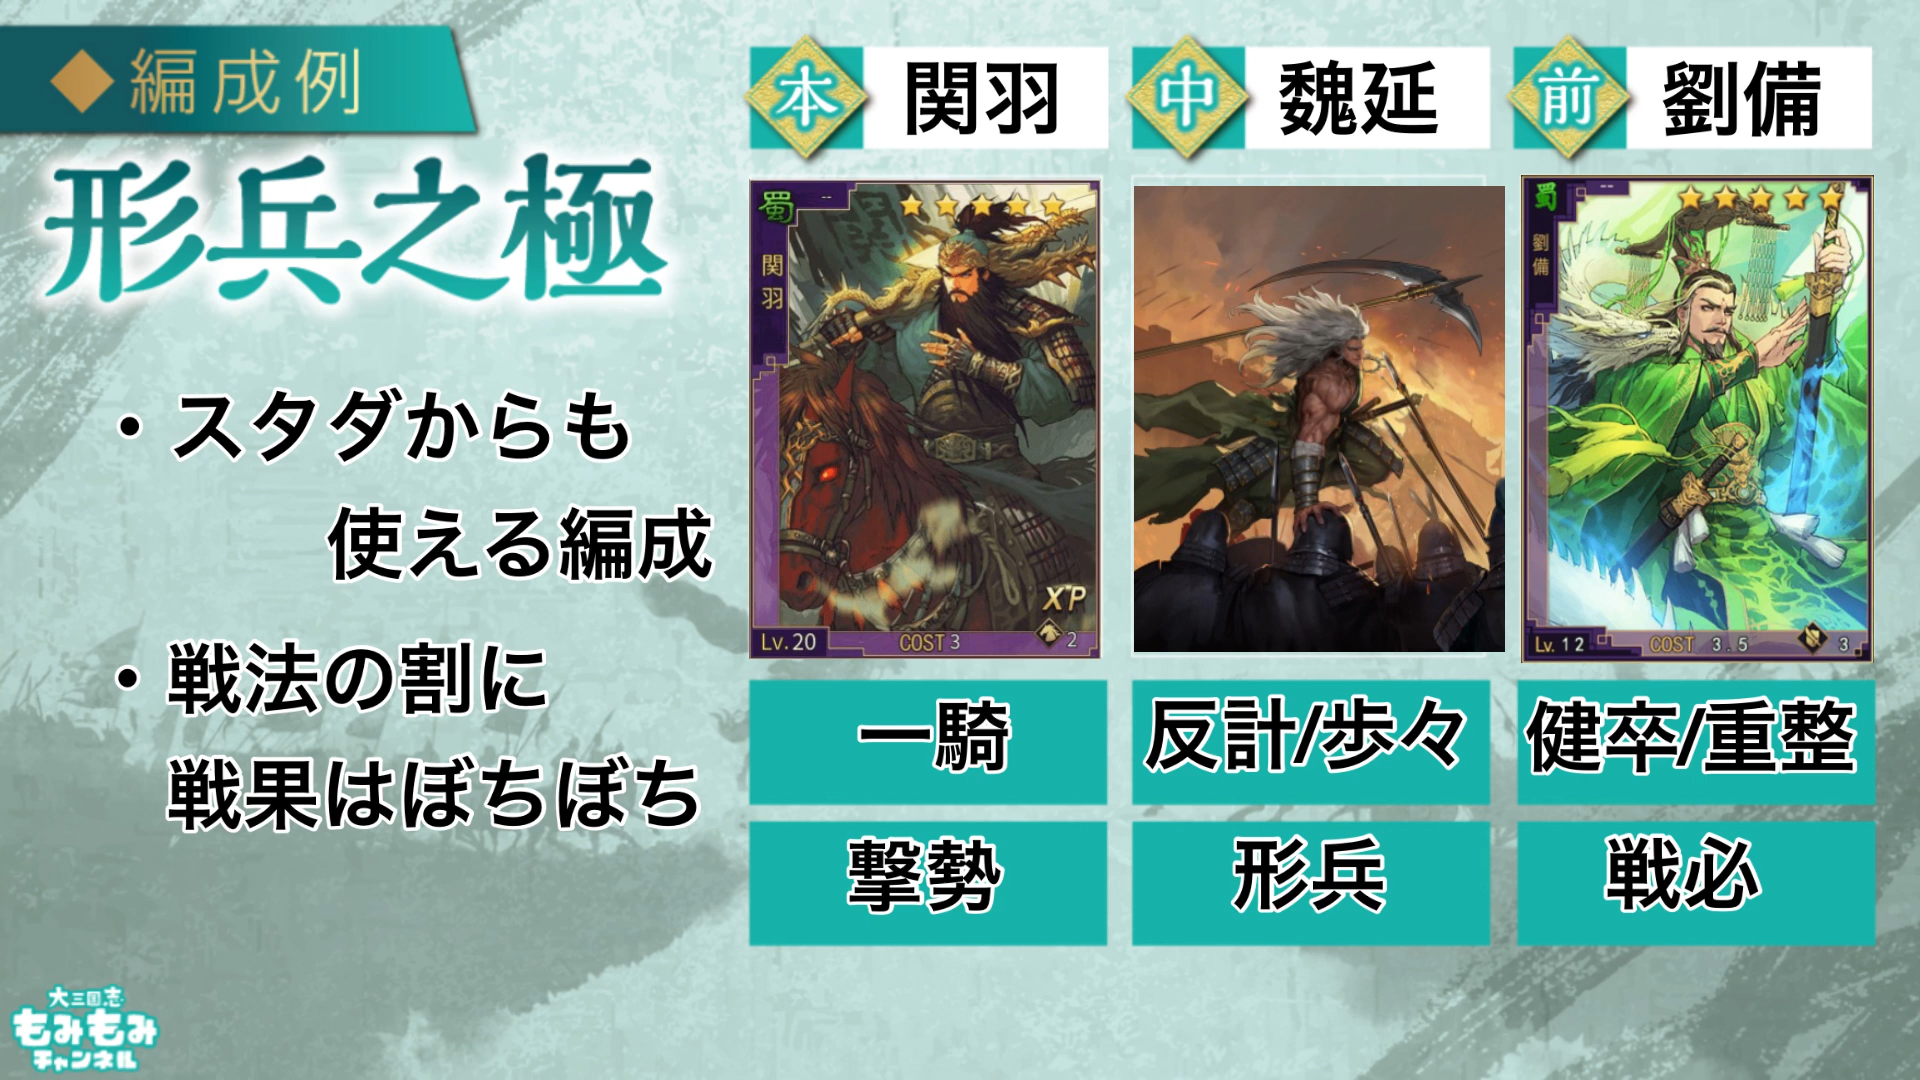 ◆編成例
形兵之極
・スタダからも
使える編成
・戦法の割に
戦果はぼちぼち
本 関羽
中 魏延
前 劉備
蜀 -- 
関羽
XP
Lv.20 COST 3 2
蜀 --
劉備
Lv.12 COST 3.5 3
一騎
反計/歩々
健卒/重整
撃勢
形兵
戦必
大三国志
もみもみ
チャンネル